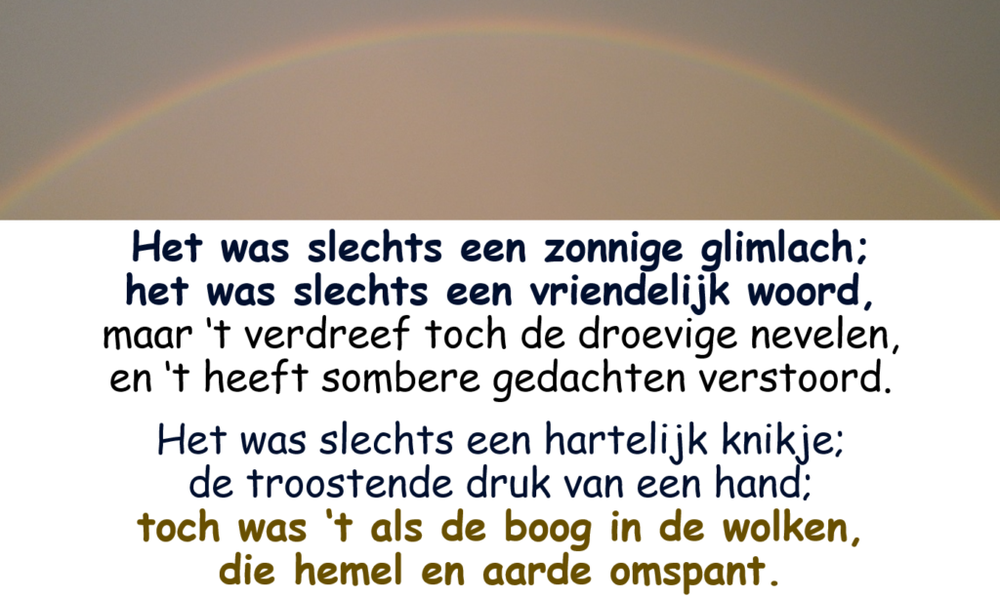 Het was slechts een zonnige glimlach;
het was slechts een vriendelijk woord,
maar ‘t verdreef toch de droevige nevelen,
en ‘t heeft sombere gedachten verstoord.
Het was slechts een hartelijk knikje;
de troostende druk van een hand;
toch was ‘t als de boog in de wolken,
die hemel en aarde omspant.